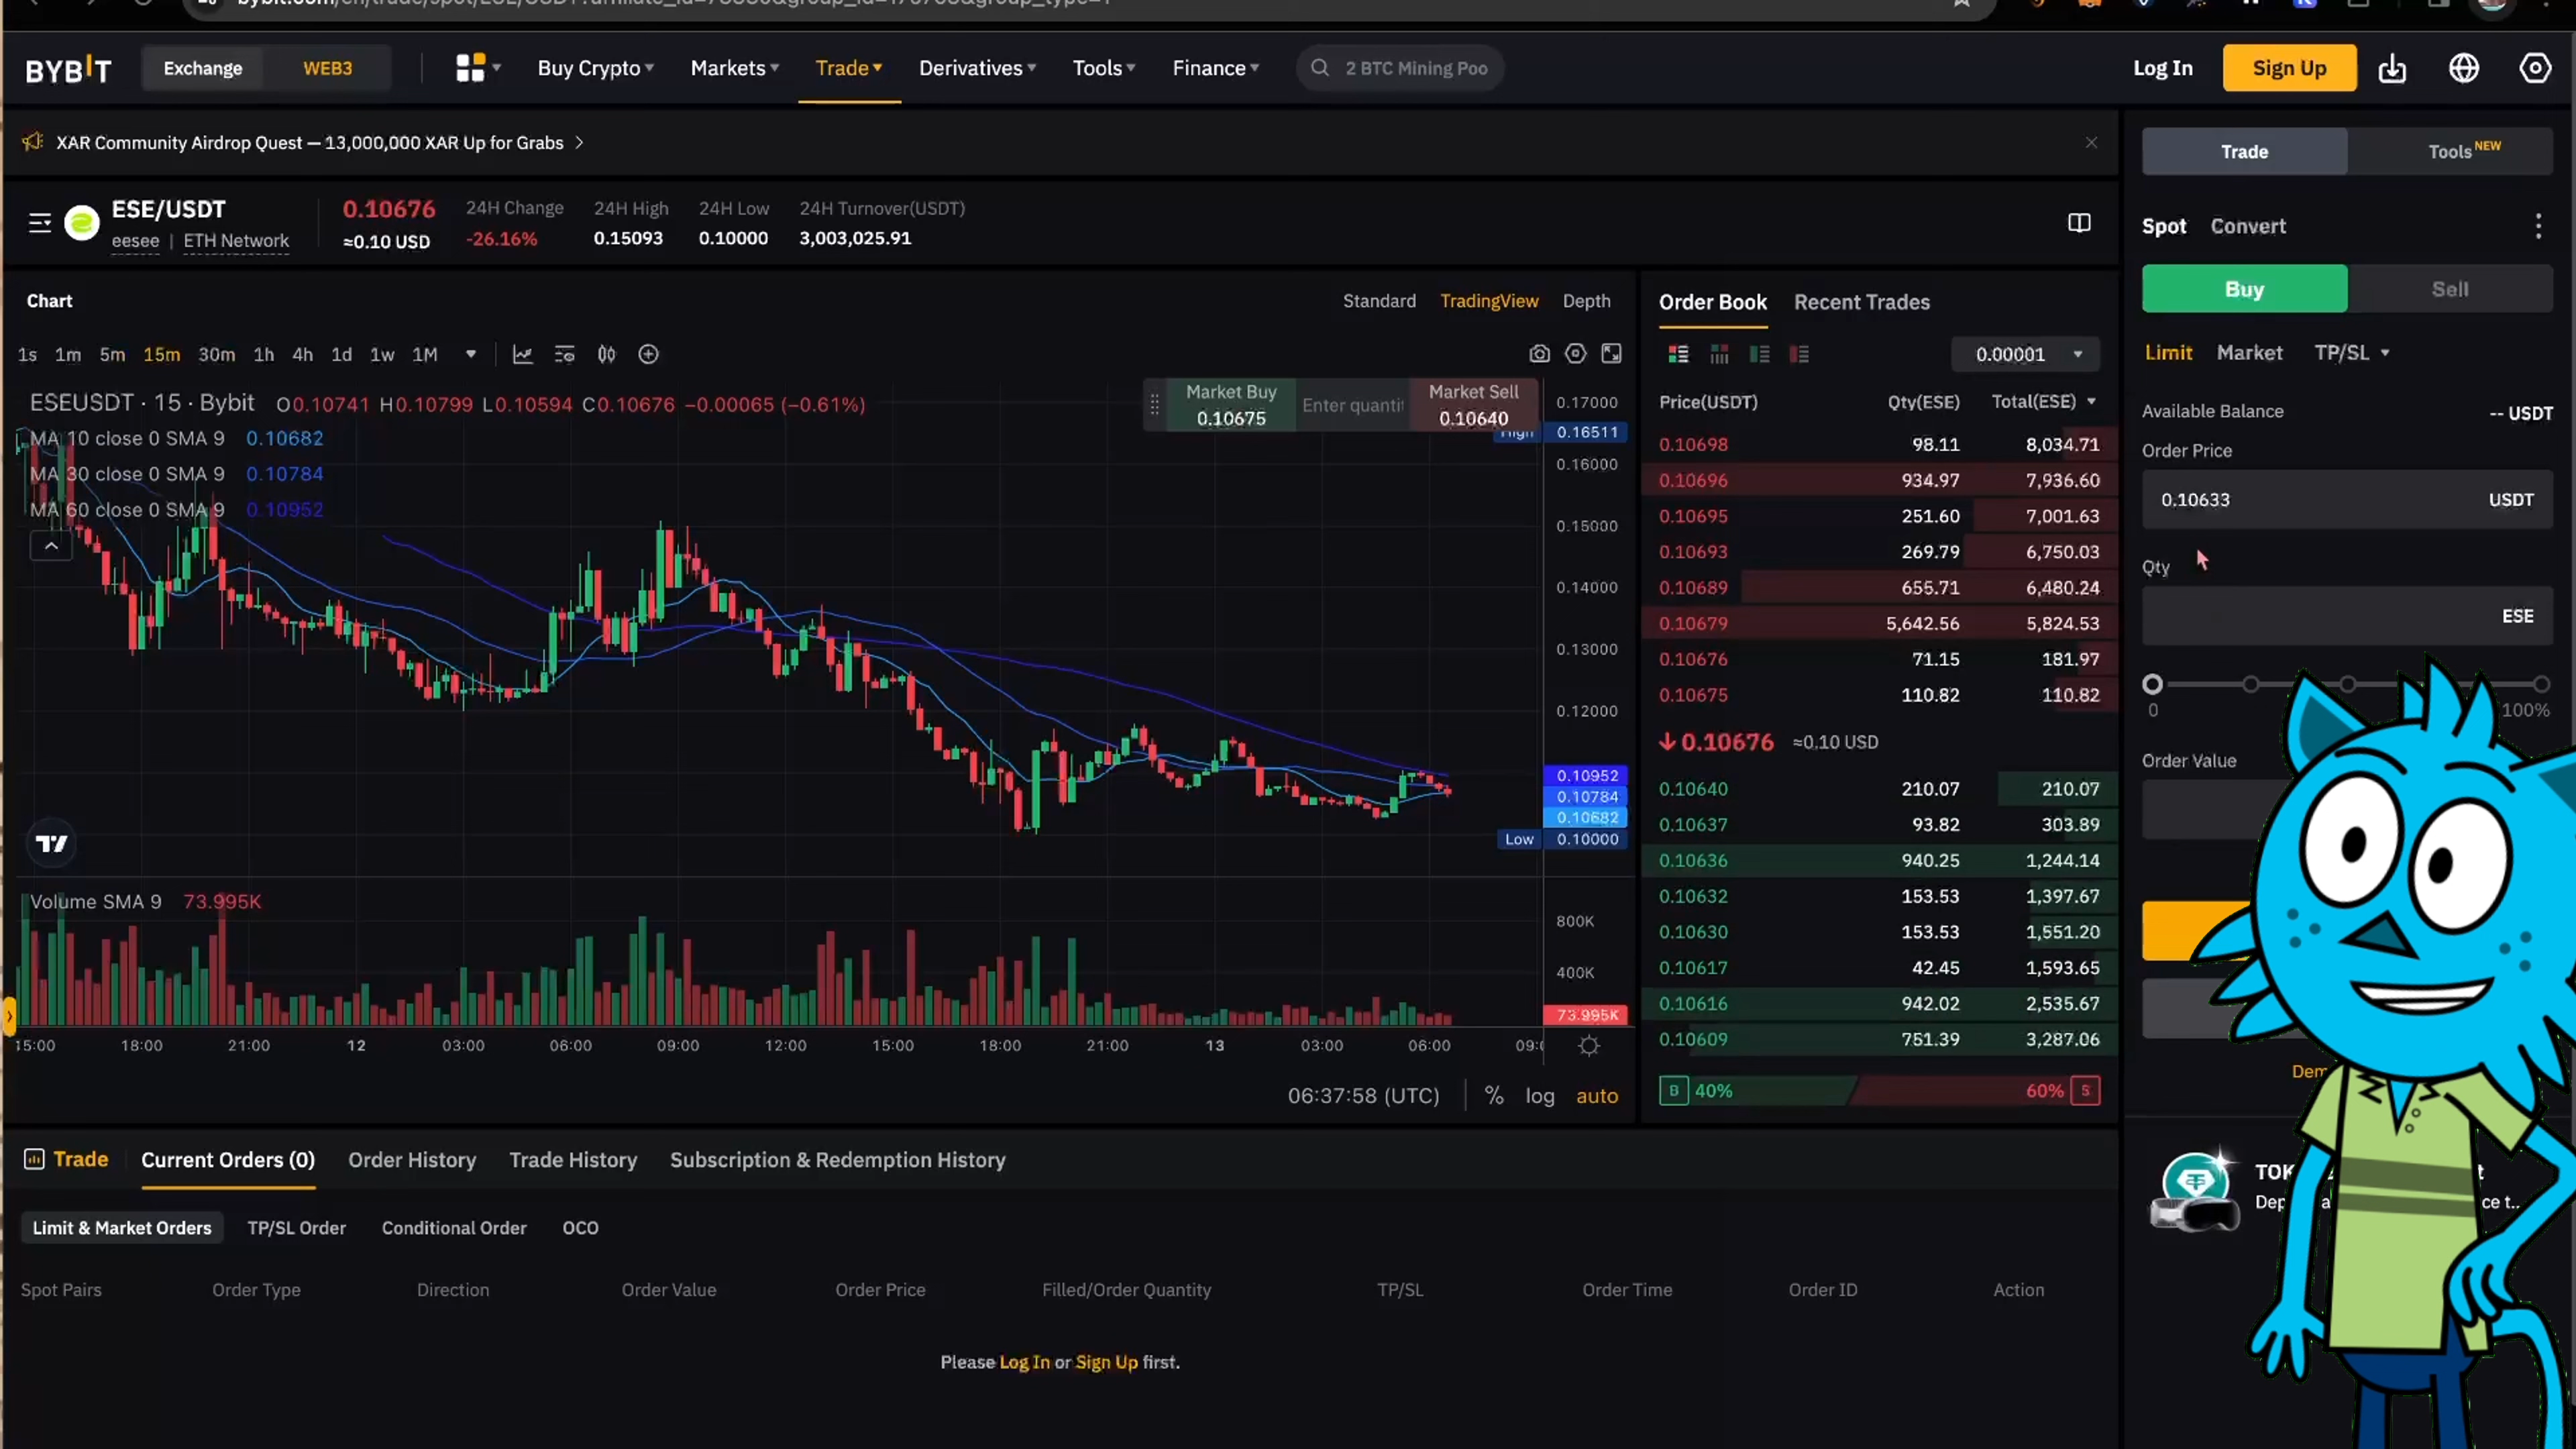 BYBIT Exchange WEB3 Buy Crypto Markets Trade Derivatives Tools Finance 2 BTC Mining Poo Log In Sign Up
XAR Community Airdrop Quest — 13,000,000 XAR Up for Grabs
Trade Tools NEW
ESE/USDT 0.10676 24H Change 24H High 24H Low 24H Turnover(USDT)
eesee | ETH Network ≈0.10 USD -26.16% 0.15093 0.10000 3,003,025.91
Spot Convert
Buy Sell
Chart Standard TradingView Depth
Order Book Recent Trades
1s 1m 5m 15m 30m 1h 4h 1d 1w 1M
0.00001
Limit Market TP/SL
ESEUSDT · 15 · Bybit O0.10741 H0.10799 L0.10594 C0.10676 −0.00065 (−0.61%)
MA 10 close 0 SMA 9 0.10682
MA 30 close 0 SMA 9 0.10784
MA 60 close 0 SMA 9 0.10952
Market Buy Enter quantit Market Sell
0.10675 0.10640
High 0.16511
0.17000
0.16000
0.15000
0.14000
0.13000
0.12000
0.10952
0.10784
0.10682
Low 0.10000
Volume SMA 9 73.995K
800K
400K
73.995K
15:00 18:00 21:00 12 03:00 06:00 09:00 12:00 15:00 18:00 21:00 13 03:00 06:00 09:
06:37:58 (UTC) % log auto
Price(USDT) Qty(ESE) Total(ESE)
0.10698 98.11 8,034.71
0.10696 934.97 7,936.60
0.10695 251.60 7,001.63
0.10693 269.79 6,750.03
0.10689 655.71 6,480.24
0.10679 5,642.56 5,824.53
0.10676 71.15 181.97
0.10675 110.82 110.82
↓0.10676 ≈0.10 USD
0.10640 210.07 210.07
0.10637 93.82 303.89
0.10636 940.25 1,244.14
0.10632 153.53 1,397.67
0.10630 153.53 1,551.20
0.10617 42.45 1,593.65
0.10616 942.02 2,535.67
0.10609 751.39 3,287.06
B 40% 60% S
Available Balance -- USDT
Order Price
0.10633 USDT
Qty
ESE
0 100%
Order Value
Trade Current Orders (0) Order History Trade History Subscription & Redemption History
Limit & Market Orders TP/SL Order Conditional Order OCO
Spot Pairs Order Type Direction Order Value Order Price Filled/Order Quantity TP/SL Order Time Order ID Action
Please Log In or Sign Up first.